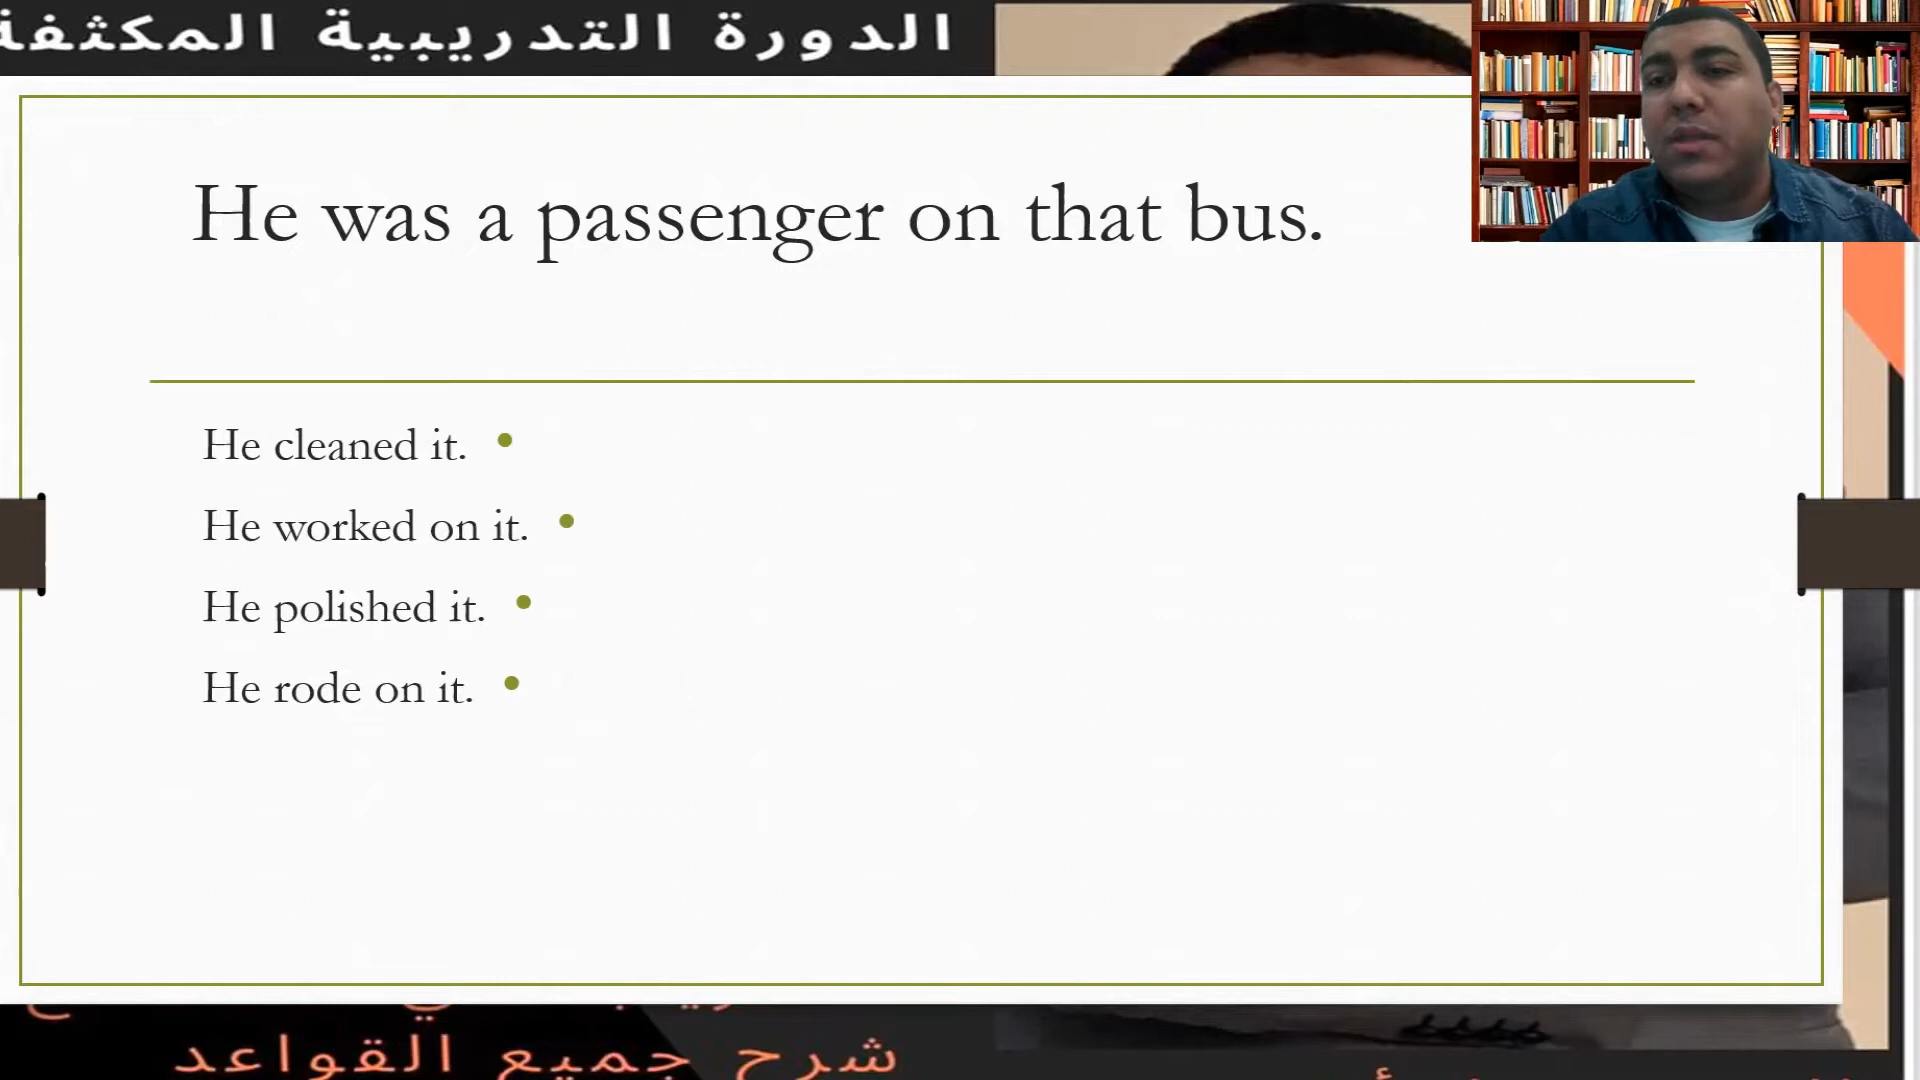 الدورة التدريبية المكثفة
He was a passenger on that bus.
He cleaned it.
He worked on it.
He polished it.
He rode on it.
شرح جميع القواعد